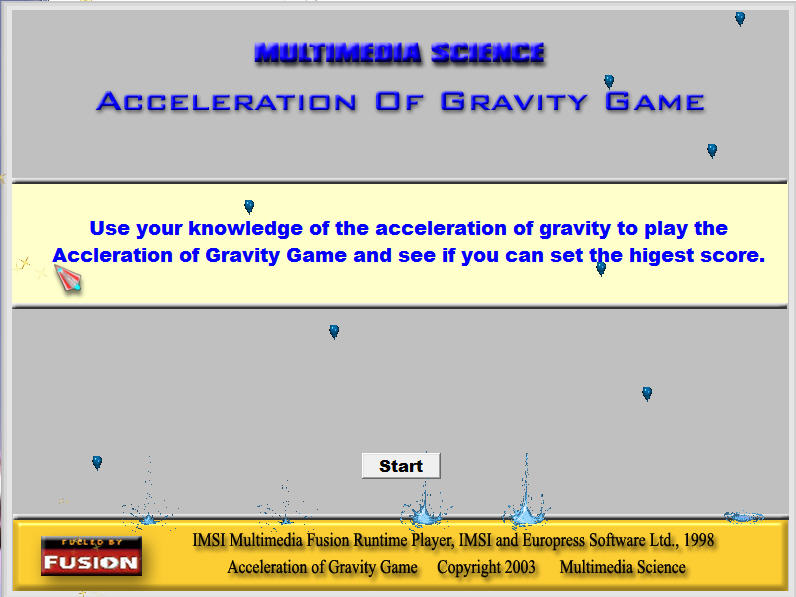 MULTIMEDIA SCIENCE
ACCELERATION OF GRAVITY GAME
Use your knowledge of the acceleration of gravity to play the
Accleration of Gravity Game and see if you can set the higest score.
Start
FUELED BY
FUSION
IMSI Multimedia Fusion Runtime Player, IMSI and Europress Software Ltd., 1998
Acceleration of Gravity Game Copyright 2003 Multimedia Science